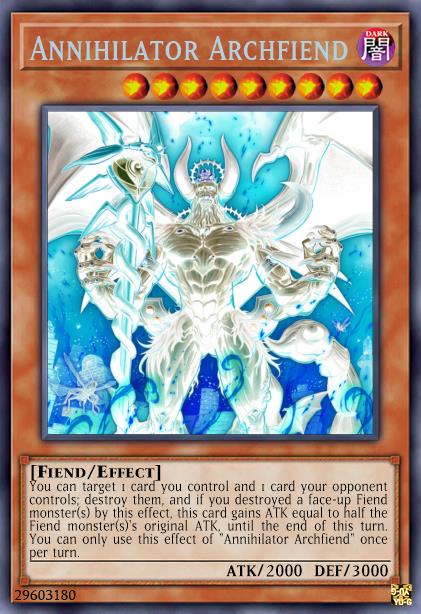 Annihilator Archfiend
DARK
闇
[Fiend/Effect]
You can target 1 card you control and 1 card your opponent
controls; destroy them, and if you destroyed a face-up Fiend
monster(s) by this effect, this card gains ATK equal to half the
Fiend monster(s)'s original ATK, until the end of this turn.
You can only use this effect of "Annihilator Archfiend" once
per turn.
ATK/2000 DEF/3000
29603180